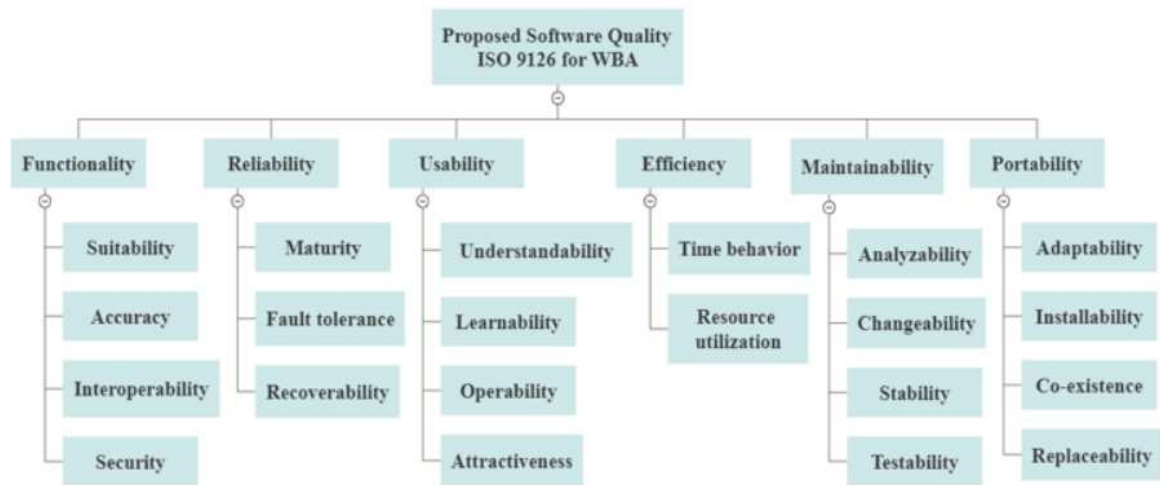 Proposed Software Quality
ISO 9126 for WBA
Functionality
Reliability
Usability
Efficiency
Maintainability
Portability
Suitability
Accuracy
Interoperability
Security
Maturity
Fault tolerance
Recoverability
Understandability
Learnability
Operability
Attractiveness
Time behavior
Resource
utilization
Analyzability
Changeability
Stability
Testability
Adaptability
Installability
Co-existence
Replaceability